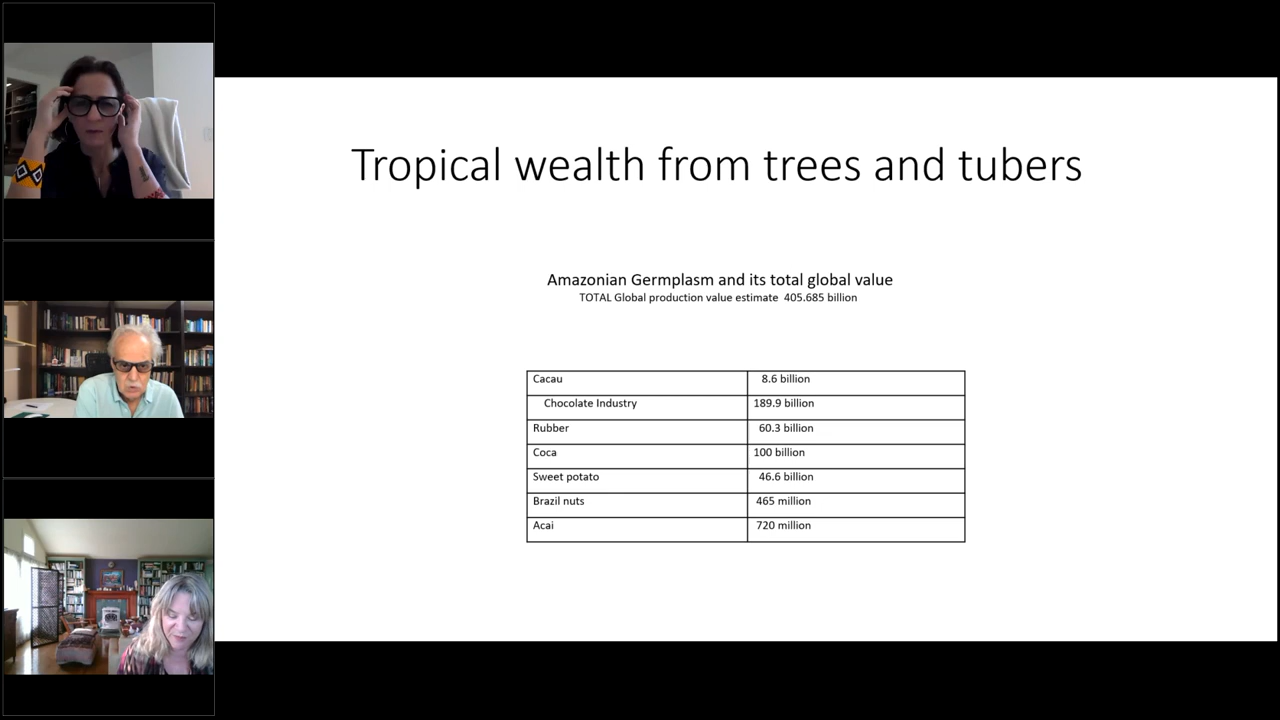 Tropical wealth from trees and tubers
Amazonian Germplasm and its total global value
TOTAL Global production value estimate 405.685 billion
Cacau 8.6 billion
Chocolate Industry 189.9 billion
Rubber 60.3 billion
Coca 100 billion
Sweet potato 46.6 billion
Brazil nuts 465 million
Acai 720 million